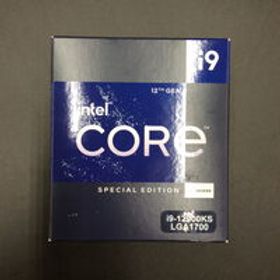 i9
12TH GEN
intel
CORE
SPECIAL EDITION
i9-12900KS
LGA1700